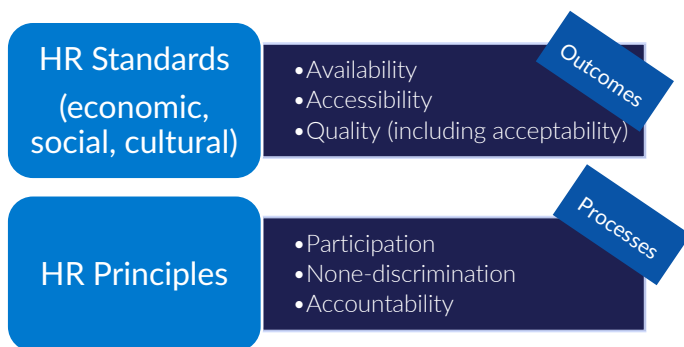 HR Standards
(economic,
social, cultural)
•Availability
•Accessibility
•Quality (including acceptability)
Outcomes
HR Principles
•Participation
•None-discrimination
•Accountability
Processes